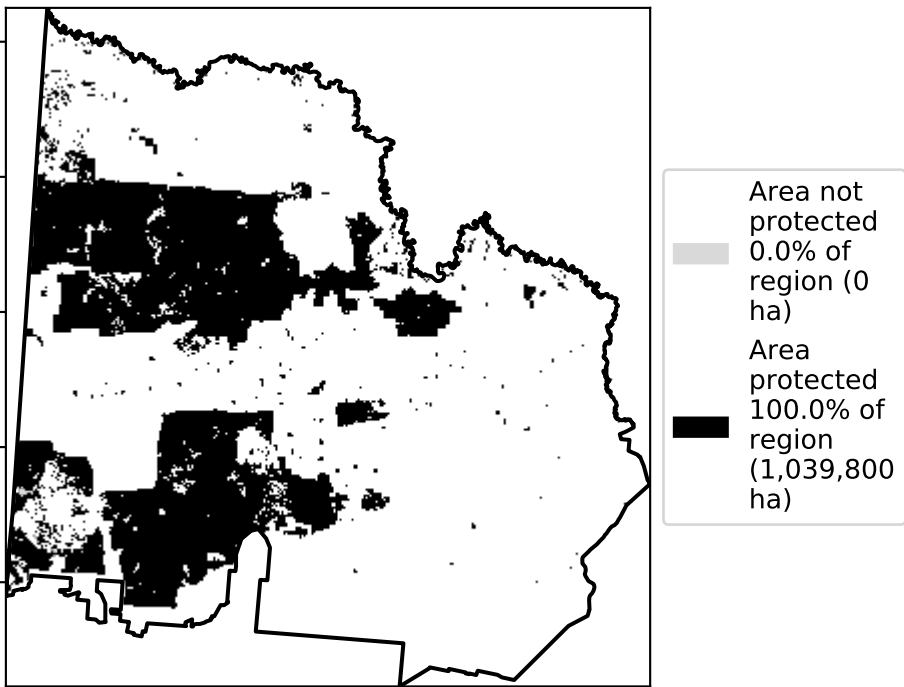 Area not
protected
0.0% of
region (0
ha)
Area
protected
100.0% of
region
(1,039,800
ha)